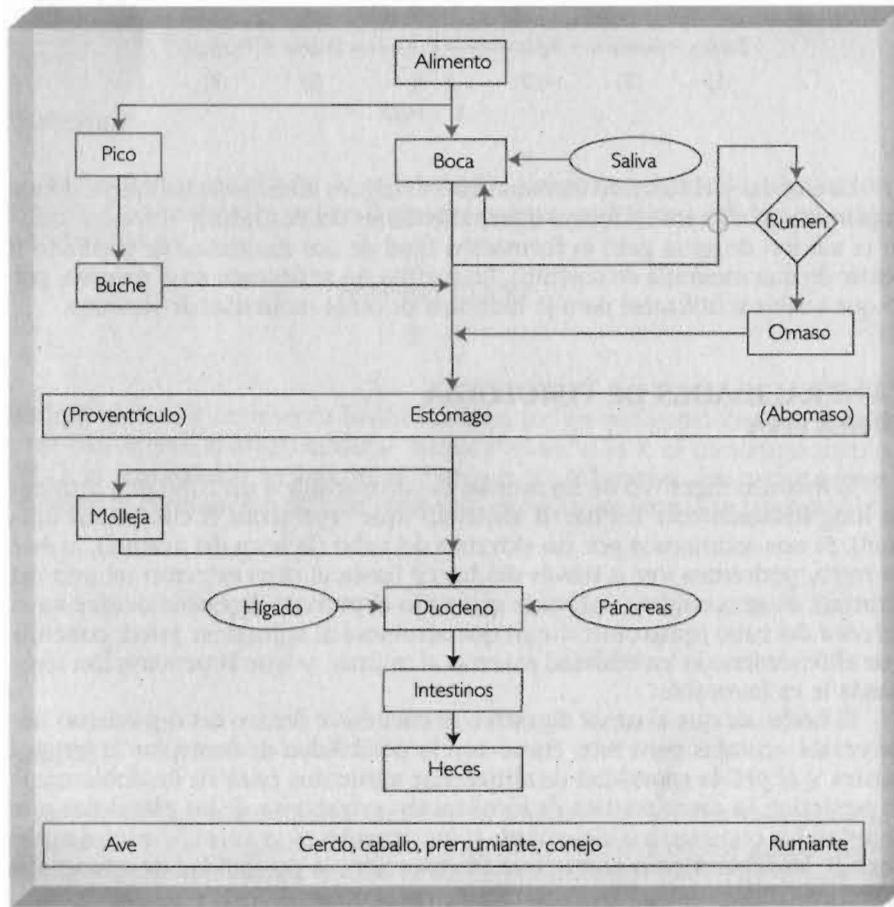 Alimento
Pico
Boca
Saliva
Rumen
Buche
Omaso
(Proventrículo) Estómago (Abomaso)
Molleja
Hígado
Duodeno
Páncreas
Intestinos
Heces
Ave Cerdo, caballo, prerrumiante, conejo Rumiante